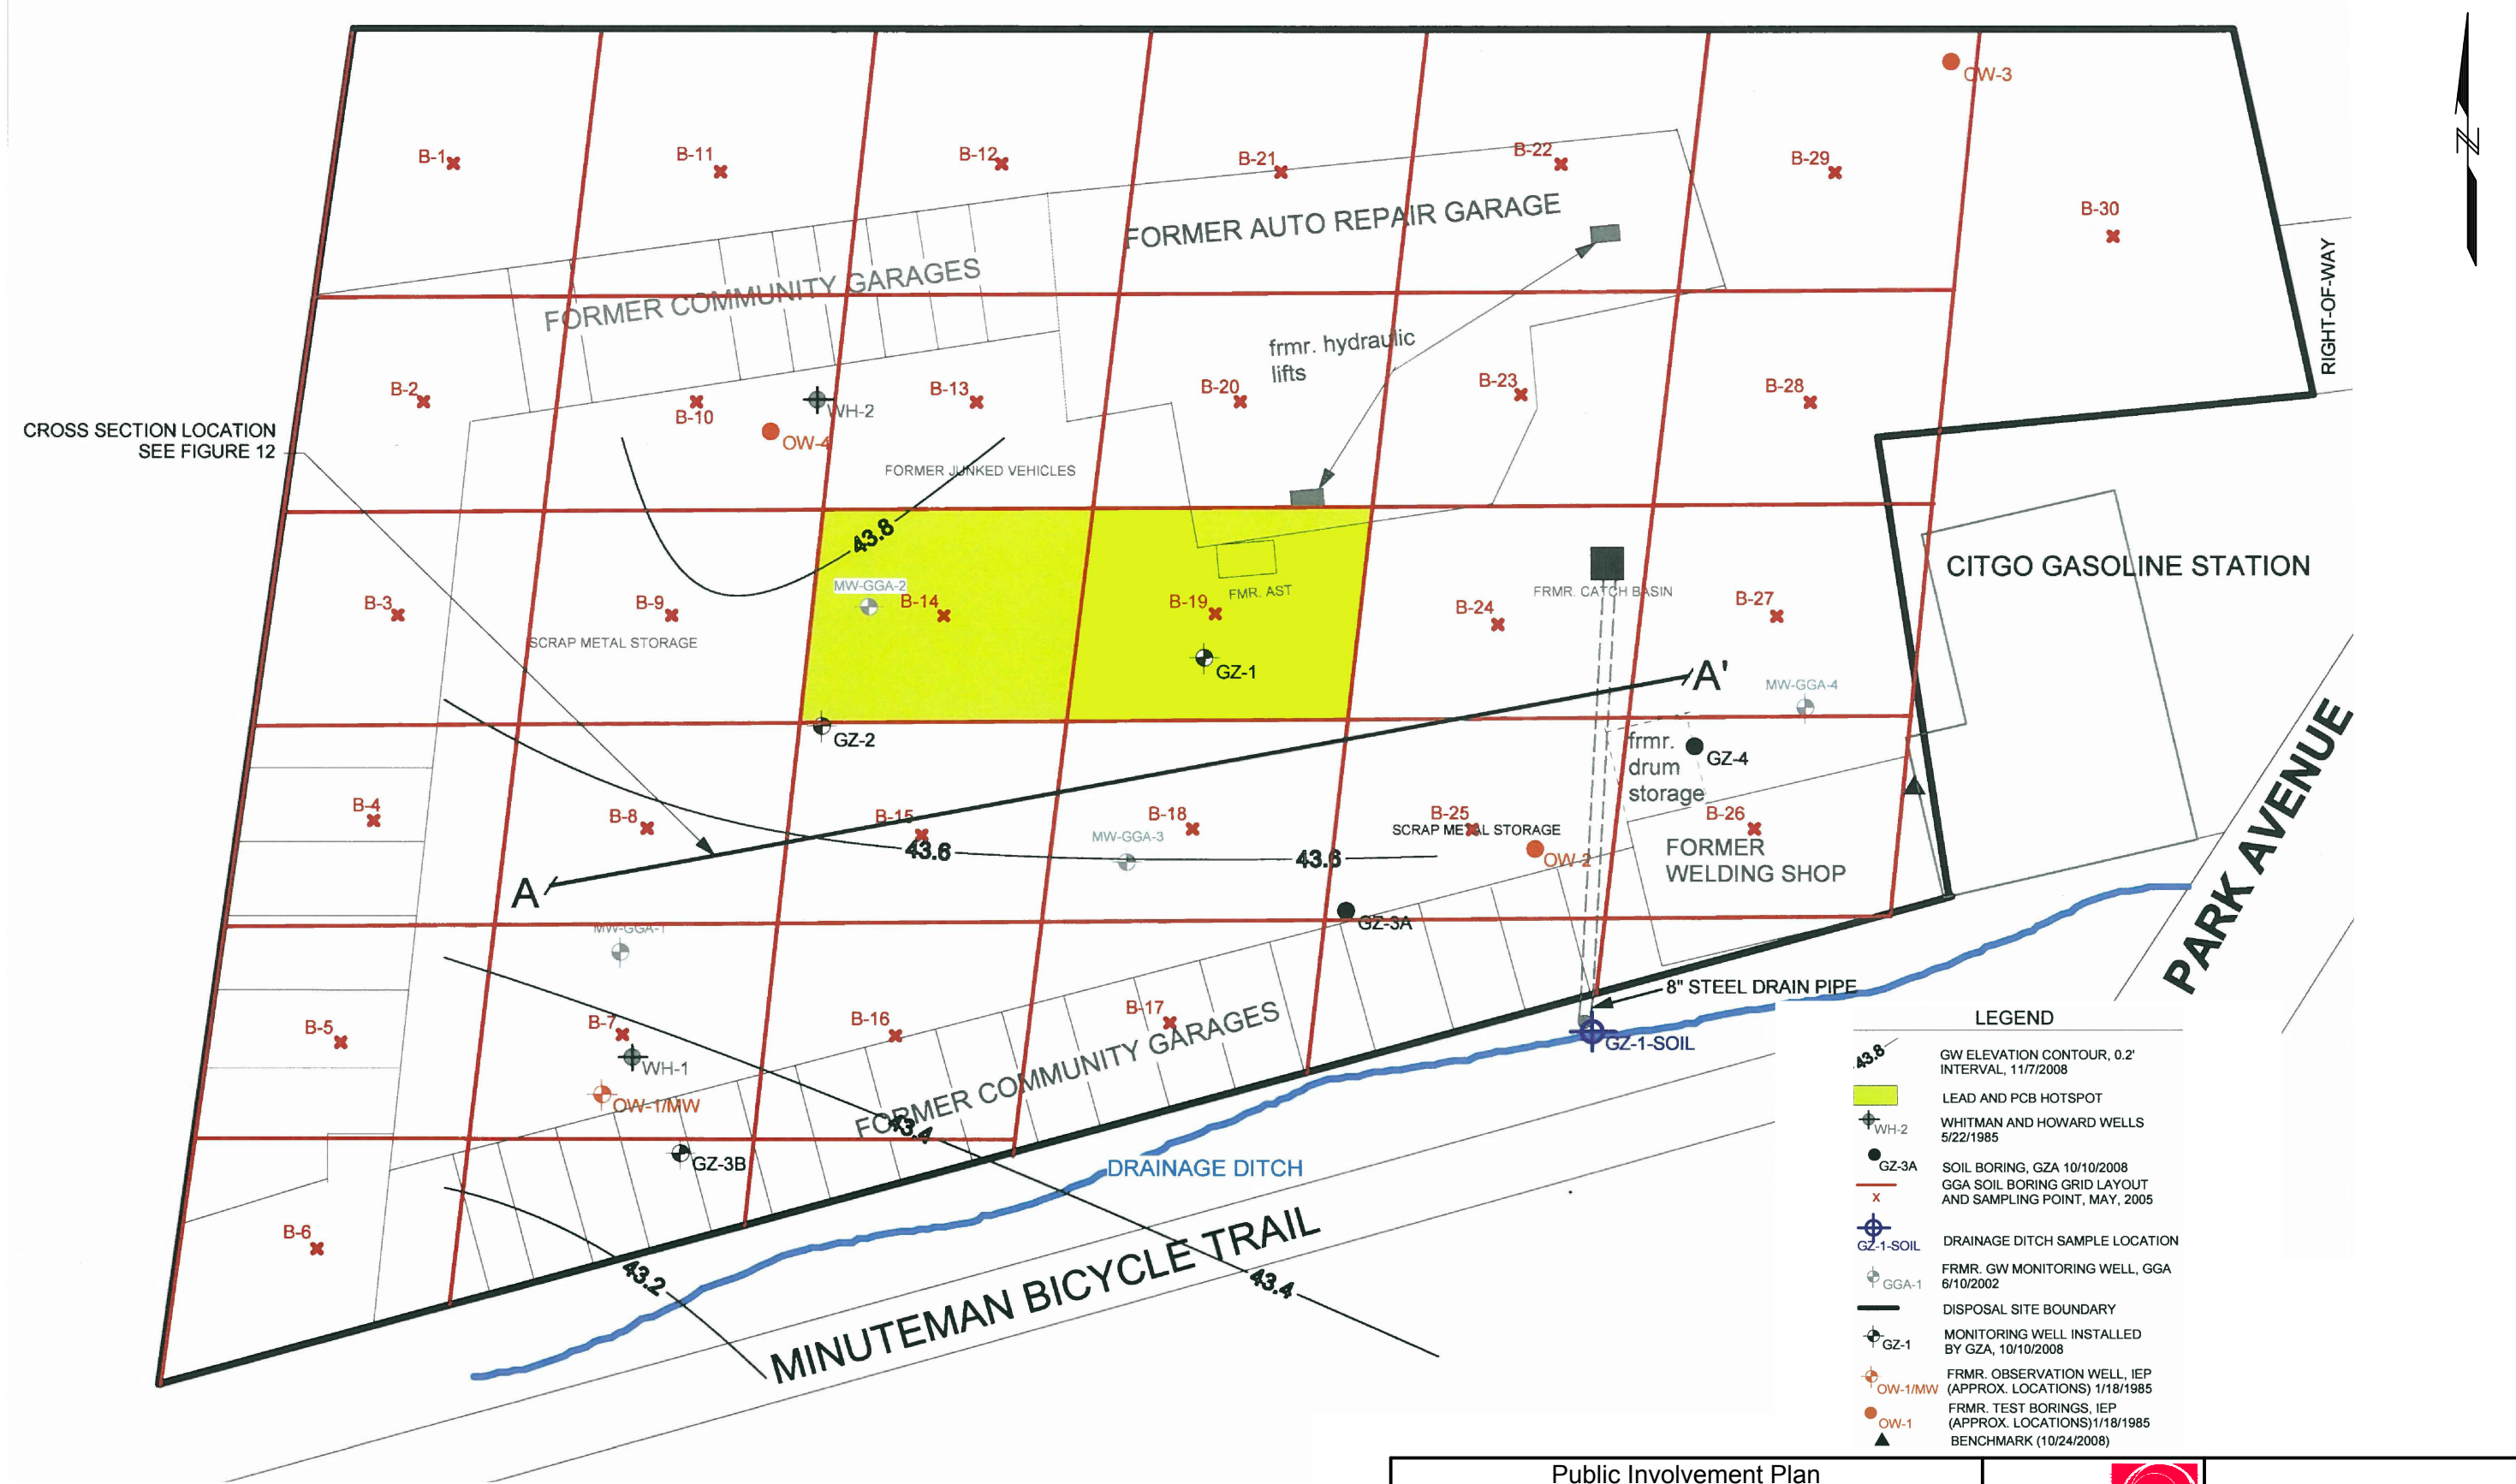 OW-3
N
B-1
B-11
B-12
B-21
B-22
B-29
B-30
FORMER AUTO REPAIR GARAGE
RIGHT-OF-WAY
FORMER COMMUNITY GARAGES
frmr. hydraulic
lifts
B-2
B-10
WH-2
OW-4
B-13
B-20
B-23
B-28
CROSS SECTION LOCATION
SEE FIGURE 12
FORMER JUNKED VEHICLES
43.8
CITGO GASOLINE STATION
MW-GGA-2
B-3
B-9
B-14
B-19
FMR. AST
B-24
FRMR. CATCH BASIN
B-27
SCRAP METAL STORAGE
GZ-1
A'
MW-GGA-4
GZ-2
frmr.
drum
storage
GZ-4
PARK AVENUE
B-4
B-8
B-15
B-18
B-25
B-26
MW-GGA-3
SCRAP METAL STORAGE
43.6
43.6
OW-2
FORMER
WELDING SHOP
A
GZ-3A
MW-GGA-1
8" STEEL DRAIN PIPE
B-5
B-7
B-16
B-17
GZ-1-SOIL
WH-1
OW-1/MW
FORMER COMMUNITY GARAGES
43.4
GZ-3B
DRAINAGE DITCH
B-6
43.2
MINUTEMAN BICYCLE TRAIL
43.4
LEGEND
43.8
GW ELEVATION CONTOUR, 0.2'
INTERVAL, 11/7/2008
LEAD AND PCB HOTSPOT
WH-2
WHITMAN AND HOWARD WELLS
5/22/1985
GZ-3A
SOIL BORING, GZA 10/10/2008
GGA SOIL BORING GRID LAYOUT
x
AND SAMPLING POINT, MAY, 2005
GZ-1-SOIL
DRAINAGE DITCH SAMPLE LOCATION
GGA-1
FRMR. GW MONITORING WELL, GGA
6/10/2002
DISPOSAL SITE BOUNDARY
GZ-1
MONITORING WELL INSTALLED
BY GZA, 10/10/2008
OW-1/MW
FRMR. OBSERVATION WELL, IEP
(APPROX. LOCATIONS) 1/18/1985
OW-1
FRMR. TEST BORINGS, IEP
(APPROX. LOCATIONS)1/18/1985
BENCHMARK (10/24/2008)
Public Involvement Plan